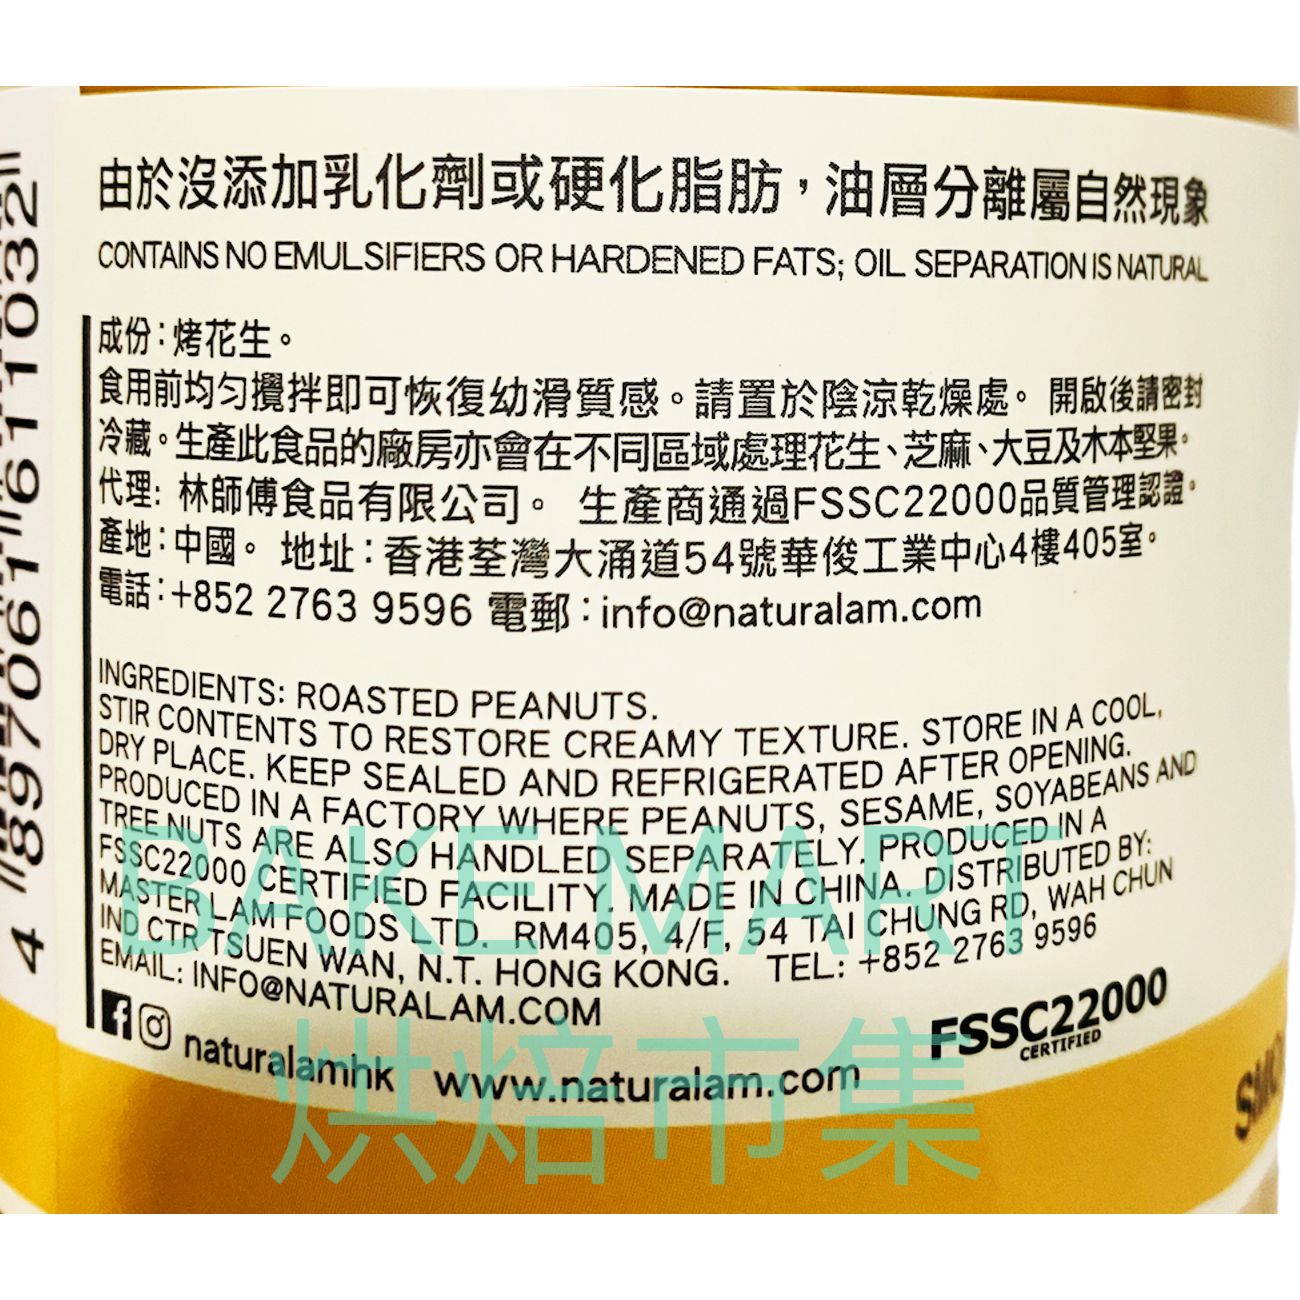 由於沒添加乳化劑或硬化脂肪，油層分離屬自然現象
CONTAINS NO EMULSIFIERS OR HARDENED FATS; OIL SEPARATION IS NATURAL
成份：烤花生。
食用前均勻攪拌即可恢復幼滑質感。請置於陰涼乾燥處。 開啟後請密封
冷藏。生產此食品的廠房亦會在不同區域處理花生、芝麻、大豆及木本堅果。
代理: 林師傅食品有限公司。 生產商通過FSSC22000品質管理認證。
產地：中國。 地址：香港荃灣大涌道54號華俊工業中心4樓405室。
電話：+852 2763 9596 電郵：info@naturalam.com
INGREDIENTS: ROASTED PEANUTS.
STIR CONTENTS TO RESTORE CREAMY TEXTURE. STORE IN A COOL,
DRY PLACE. KEEP SEALED AND REFRIGERATED AFTER OPENING.
PRODUCED IN A FACTORY WHERE PEANUTS, SESAME, SOYABEANS AND
TREE NUTS ARE ALSO HANDLED SEPARATELY. PRODUCED IN A
FSSC22000 CERTIFIED FACILITY. MADE IN CHINA. DISTRIBUTED BY:
MASTER LAM FOODS LTD. RM405, 4/F, 54 TAI CHUNG RD, WAH CHUN
IND CTR TSUEN WAN, N.T. HONG KONG. TEL: +852 2763 9596
EMAIL: INFO@NATURALAM.COM
naturalamhk www.naturalam.com
FSSC22000
CERTIFIED
4 897061 611032
BAKE MART
烘焙市集